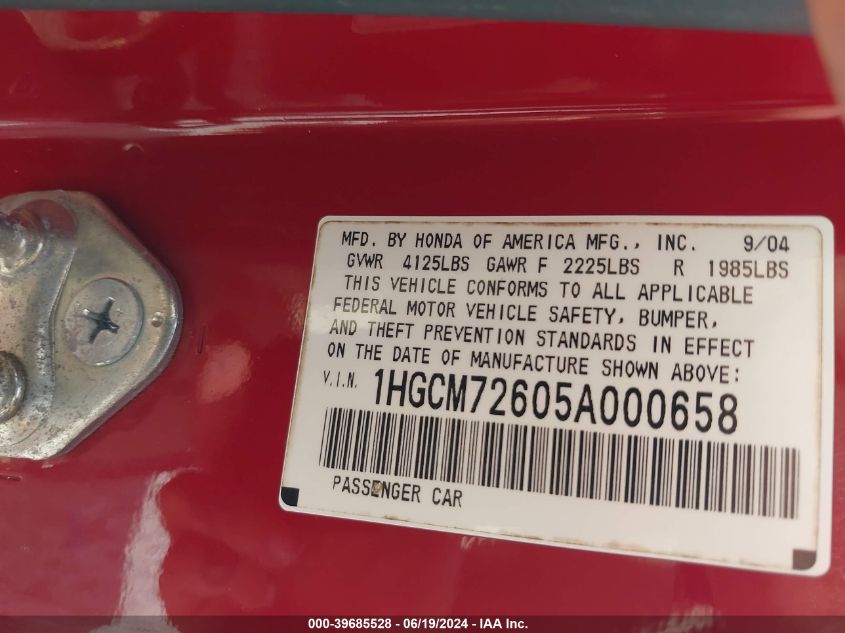 MFD. BY HONDA OF AMERICA MFG., INC. 9/04
GVWR 4125LBS GAWR F 2225LBS R 1985LBS
THIS VEHICLE CONFORMS TO ALL APPLICABLE
FEDERAL MOTOR VEHICLE SAFETY, BUMPER,
AND THEFT PREVENTION STANDARDS IN EFFECT
ON THE DATE OF MANUFACTURE SHOWN ABOVE:
V.I.N. 1HGCM72605A000658
PASSENGER CAR
000-39685528 - 06/19/2024 - IAA Inc.